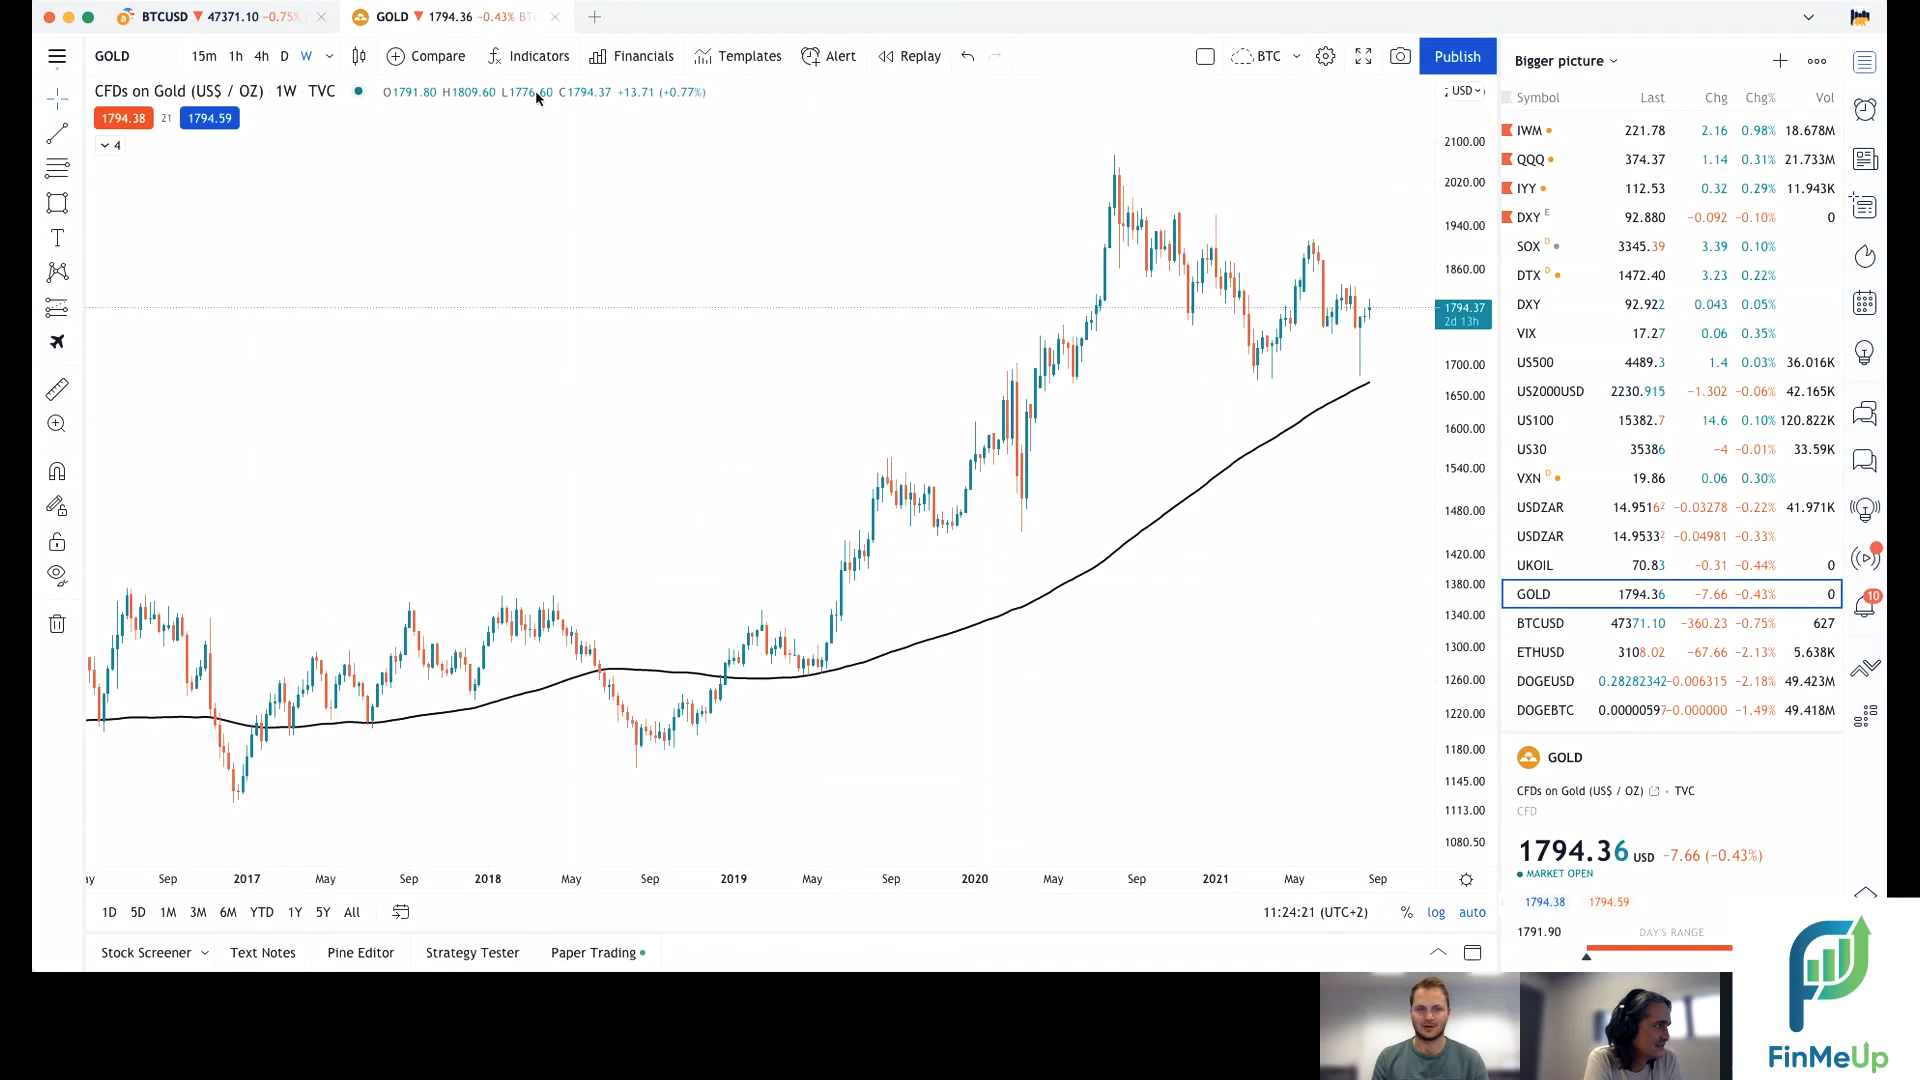 BTCUSD ▼ 47371.10 −0.75%
GOLD ▼ 1794.36 −0.43% BT
GOLD 15m 1h 4h D W Compare Indicators Financials Templates Alert Replay BTC Publish
CFDs on Gold (US$ / OZ) 1W TVC O1791.80 H1809.60 L1776.60 C1794.37 +13.71 (+0.77%)
1794.38 21 1794.59
4
USD
2100.00
2020.00
1940.00
1860.00
1794.37
2d 13h
1700.00
1650.00
1600.00
1540.00
1480.00
1420.00
1380.00
1340.00
1300.00
1260.00
1220.00
1180.00
1145.00
1113.00
1080.50
ay Sep 2017 May Sep 2018 May Sep 2019 May Sep 2020 May Sep 2021 May Sep
1D 5D 1M 3M 6M YTD 1Y 5Y All 11:24:21 (UTC+2) % log auto
Stock Screener Text Notes Pine Editor Strategy Tester Paper Trading
Bigger picture
Symbol Last Chg Chg% Vol
IWM 221.78 2.16 0.98% 18.678M
QQQ 374.37 1.14 0.31% 21.733M
IYY 112.53 0.32 0.29% 11.943K
DXY E 92.880 −0.092 −0.10% 0
SOX D 3345.39 3.39 0.10%
DTX D 1472.40 3.23 0.22%
DXY 92.922 0.043 0.05%
VIX 17.27 0.06 0.35%
US500 4489.3 1.4 0.03% 36.016K
US2000USD 2230.915 −1.302 −0.06% 42.165K
US100 15382.7 14.6 0.10% 120.822K
US30 35386 −4 −0.01% 33.59K
VXN D 19.86 0.06 0.30%
USDZAR 14.9516² −0.03278 −0.22% 41.971K
USDZAR 14.9533² −0.04981 −0.33%
UKOIL 70.83 −0.31 −0.44% 0
GOLD 1794.36 −7.66 −0.43% 0
BTCUSD 47371.10 −360.23 −0.75% 627
ETHUSD 3108.02 −67.66 −2.13% 5.638K
DOGEUSD 0.28282342 −0.006315 −2.18% 49.423M
DOGEBTC 0.00000597 −0.000000 −1.49% 49.418M
10
GOLD
CFDs on Gold (US$ / OZ) TVC
CFD
1794.36 USD −7.66 (−0.43%)
MARKET OPEN
1794.38 1794.59
1791.90 DAY'S RANGE
FinMeUp